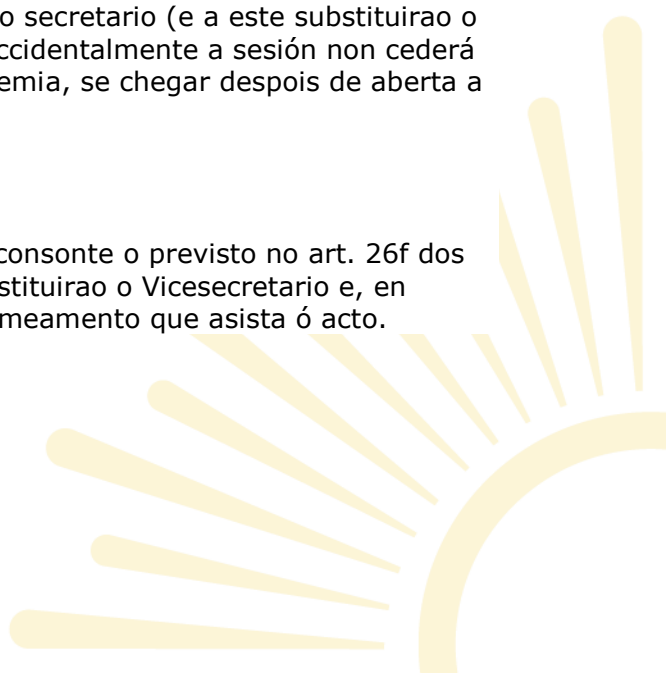 o secretario (e a este substituirao o
ccidentalmente a sesión non cederá
emia, se chegar despois de aberta a
consonte o previsto no art. 26f dos
stituirao o Vicesecretario e, en
meamento que asista ó acto.